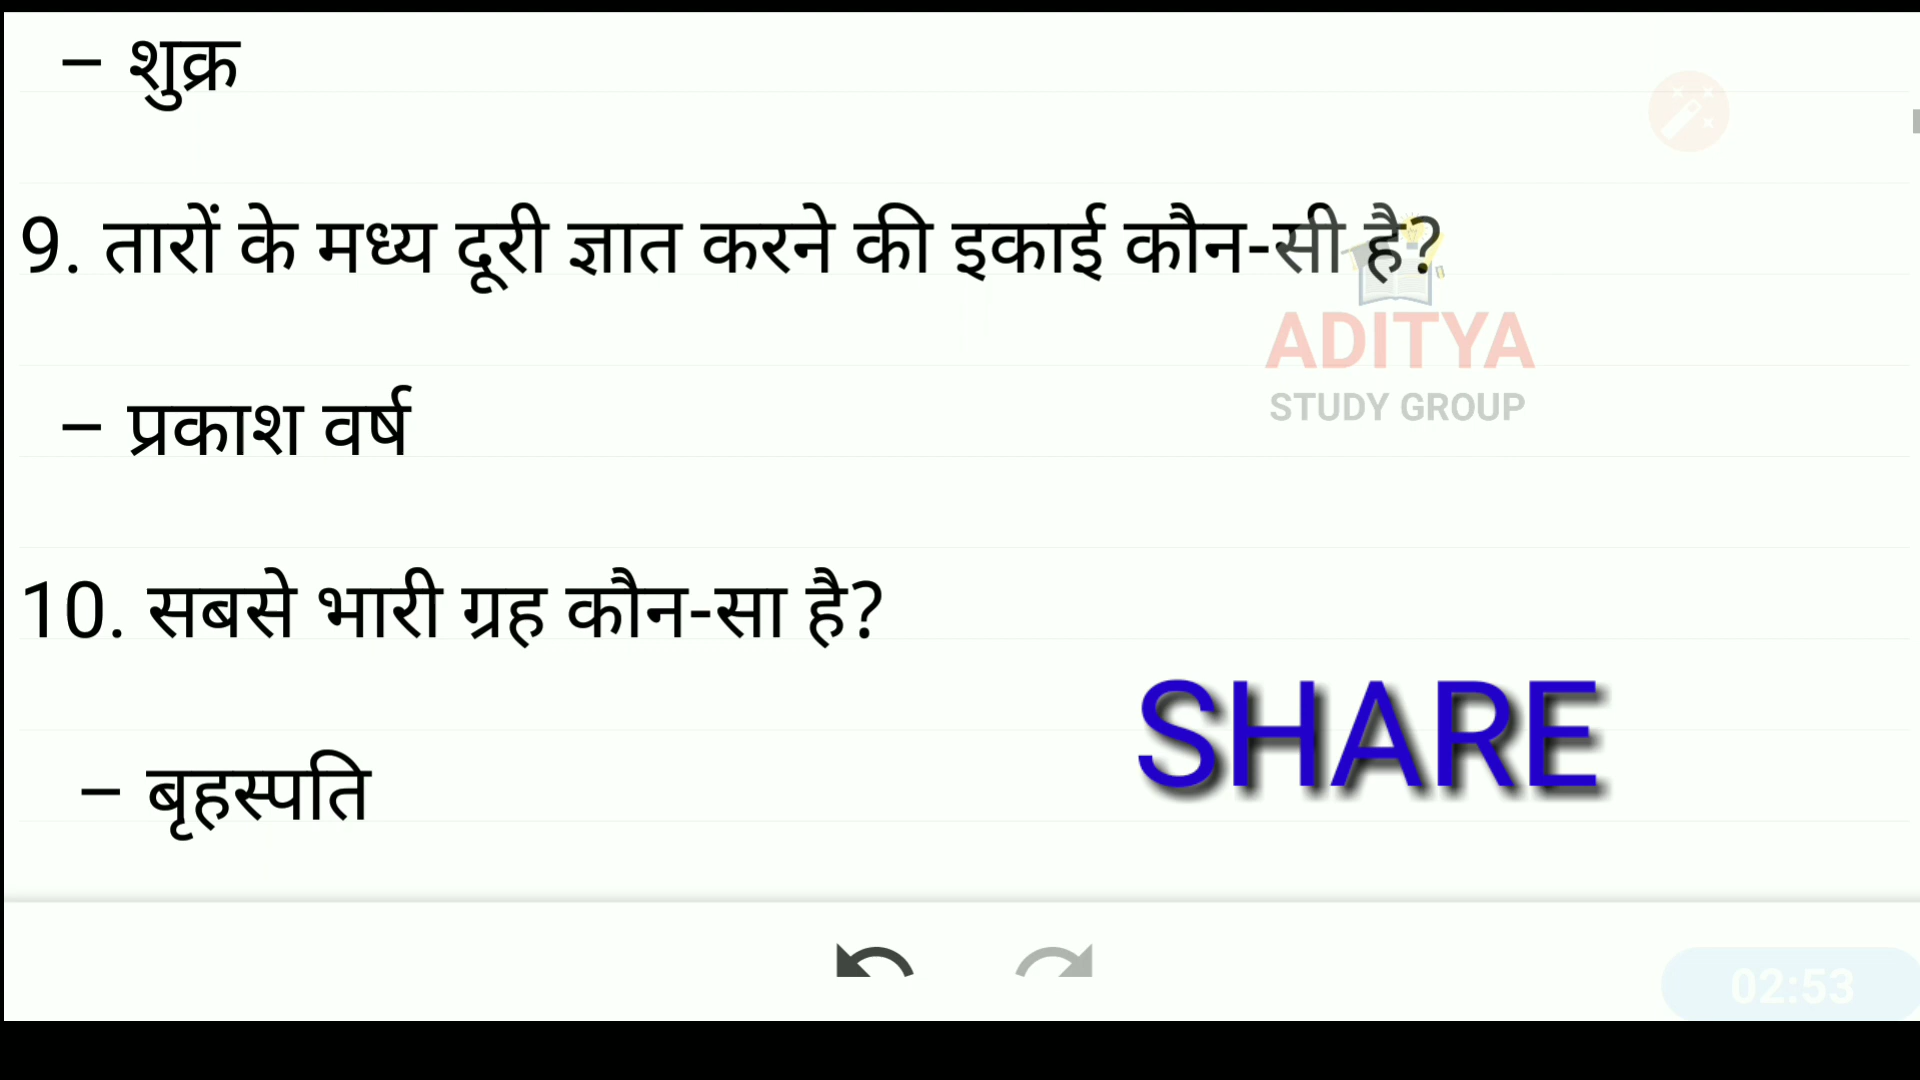 – शुक्र
9. तारों के मध्य दूरी ज्ञात करने की इकाई कौन-सी है?
ADITYA
STUDY GROUP
– प्रकाश वर्ष
10. सबसे भारी ग्रह कौन-सा है?
SHARE
– बृहस्पति
02:53